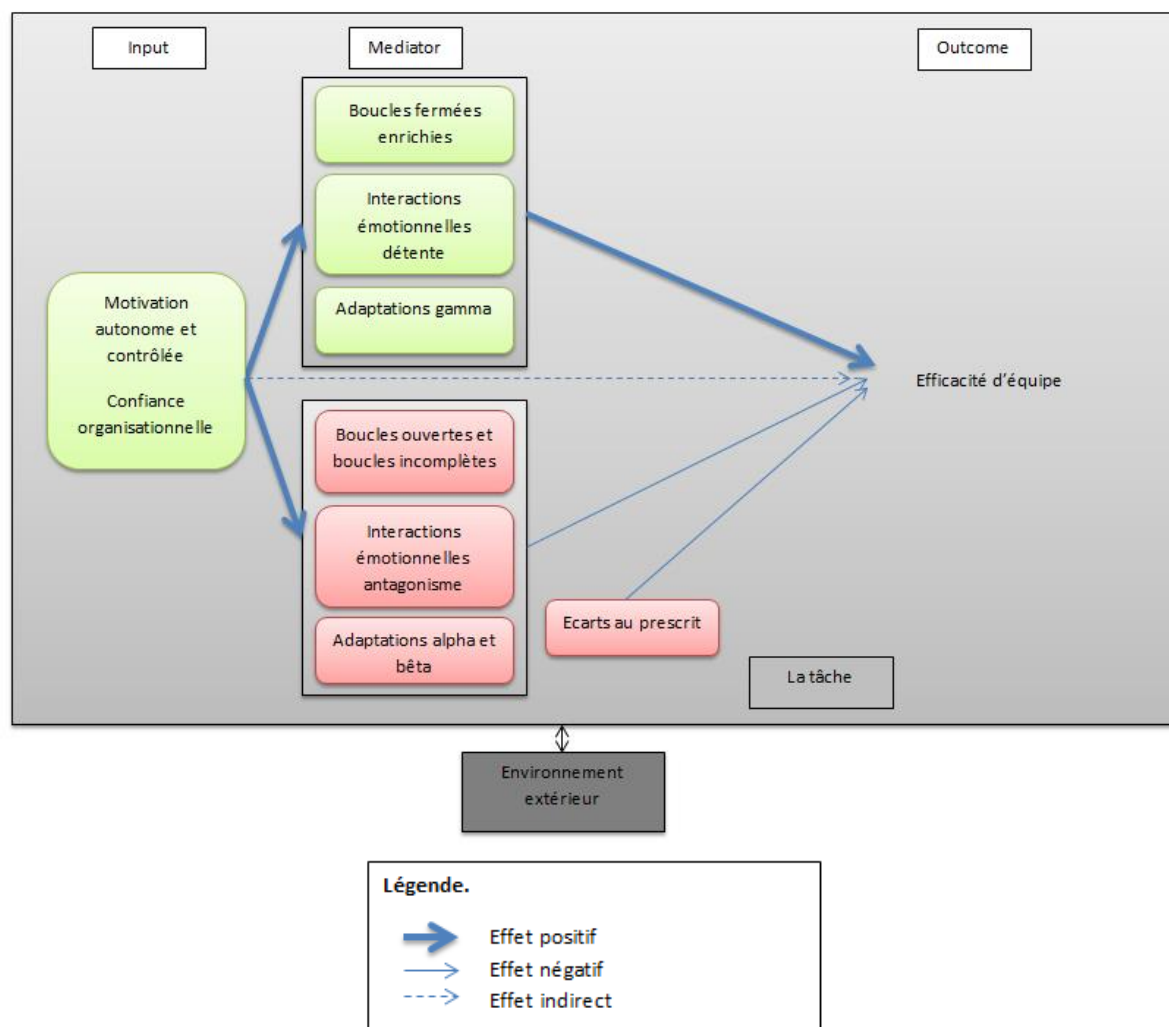 Input
Mediator
Outcome
Boucles fermées
enrichies
Interactions
émotionnelles
détente
Adaptations gamma
Motivation
autonome et
contrôlée
Confiance
organisationnelle
Efficacité d'équipe
Boucles ouvertes et
boucles incomplètes
Interactions
émotionnelles
antagonisme
Adaptations alpha et
bêta
Ecarts au prescrit
La tâche
Environnement
extérieur
Légende.
Effet positif
Effet négatif
Effet indirect